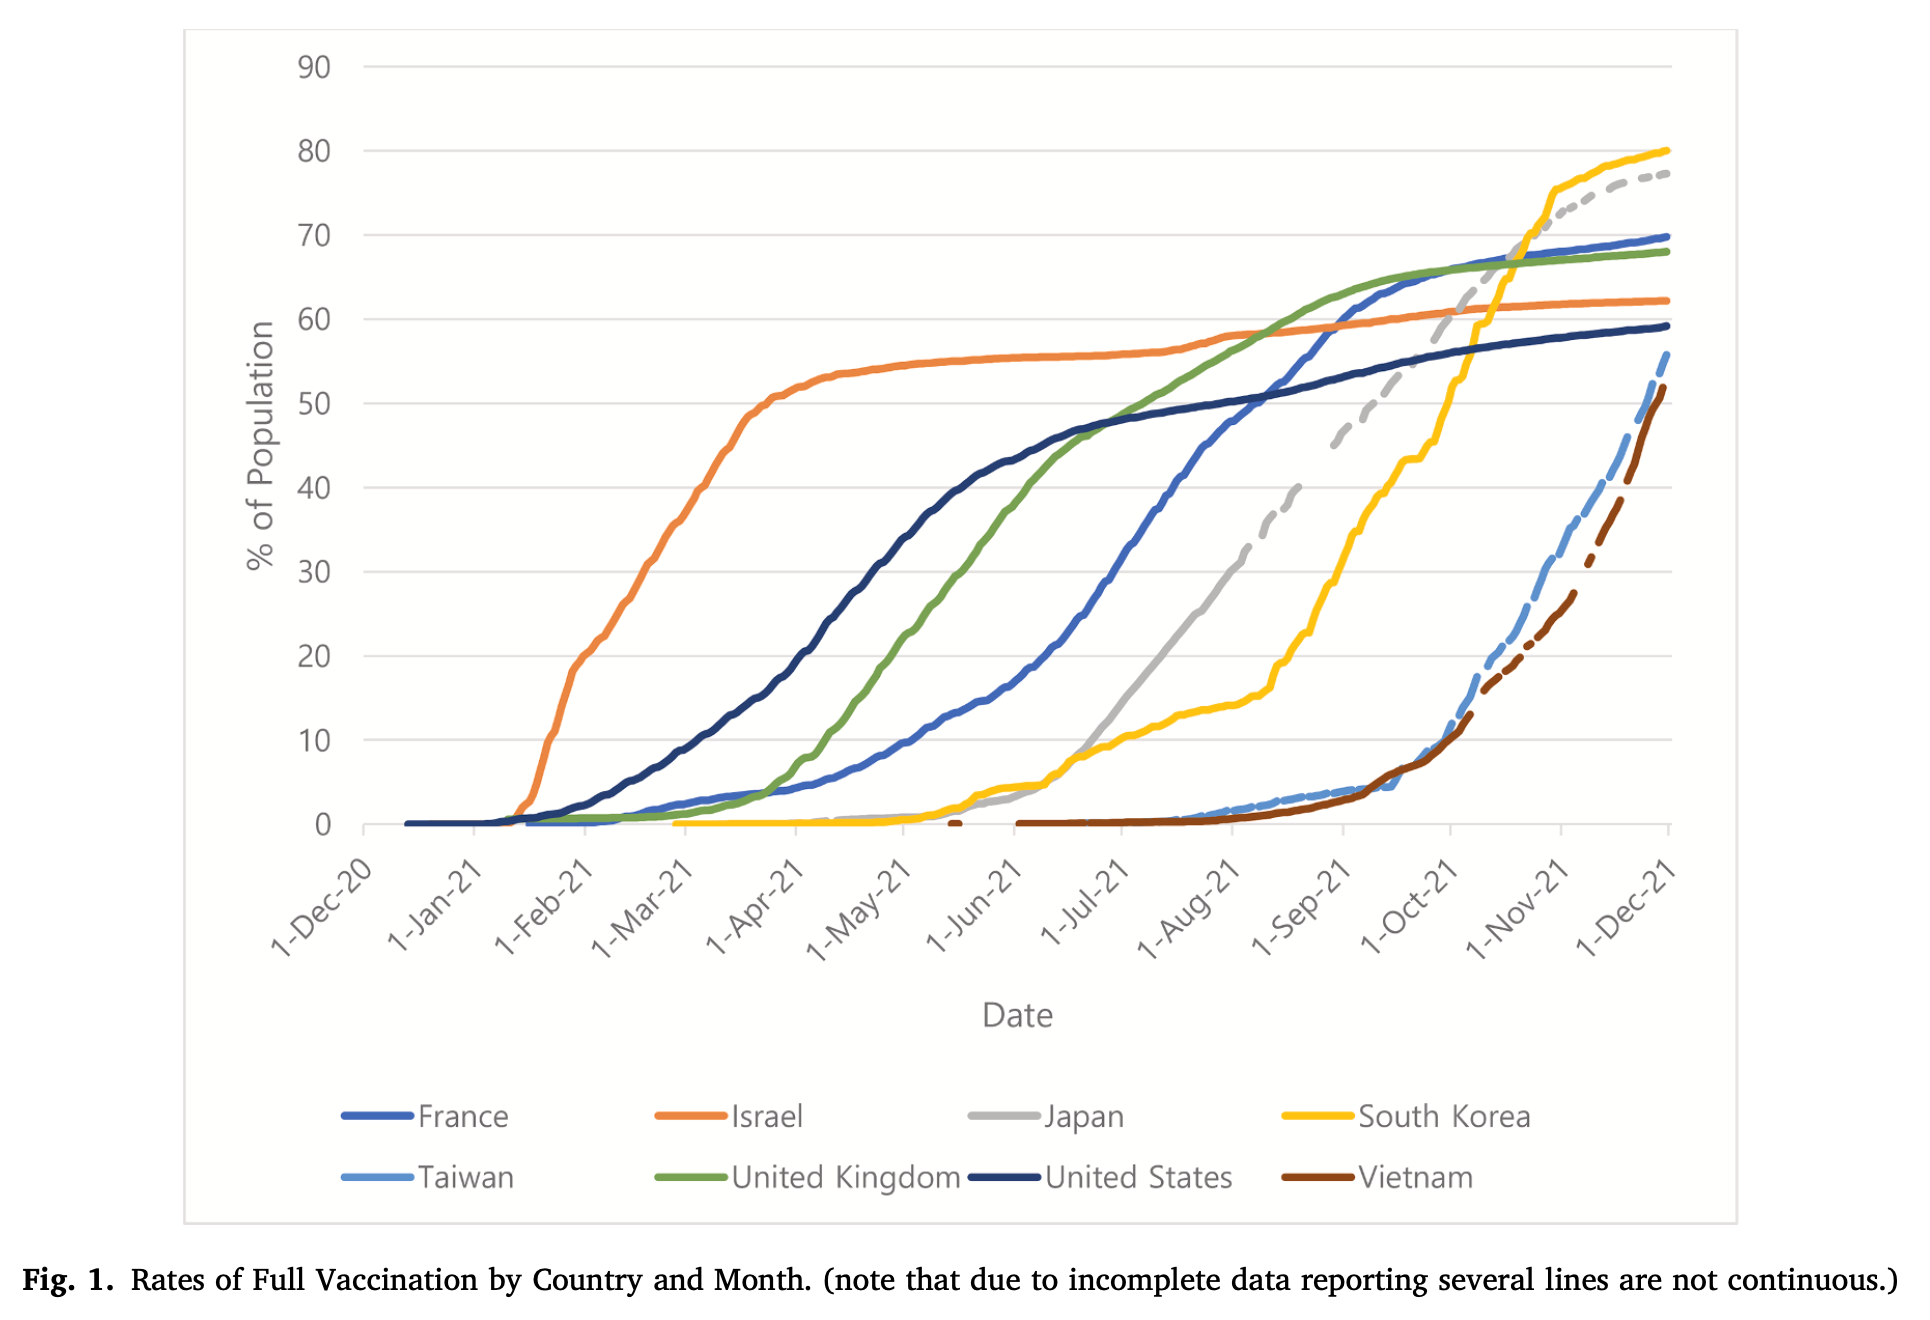 90
80
70
60
50
40
30
20
10
0
% of Population
1-Dec-20
1-Jan-21
1-Feb-21
1-Mar-21
1-Apr-21
1-May-21
1-Jun-21
1-Jul-21
1-Aug-21
1-Sep-21
1-Oct-21
1-Nov-21
1-Dec-21
Date
France Israel Japan South Korea
Taiwan United Kingdom United States Vietnam
Fig. 1. Rates of Full Vaccination by Country and Month. (note that due to incomplete data reporting several lines are not continuous.)